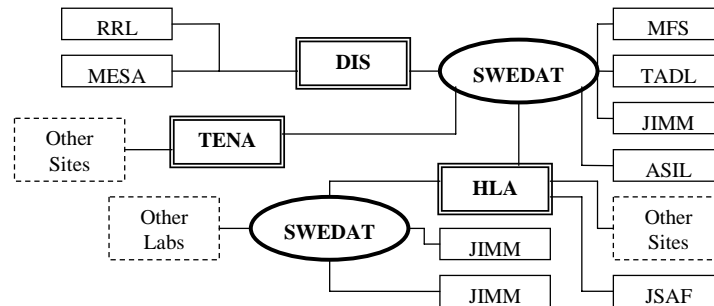 RRL
MFS
DIS
SWEDAT
MESA
TADL
Other
Sites
TENA
JIMM
ASIL
HLA
Other
Labs
SWEDAT
Other
Sites
JIMM
JIMM
JSAF